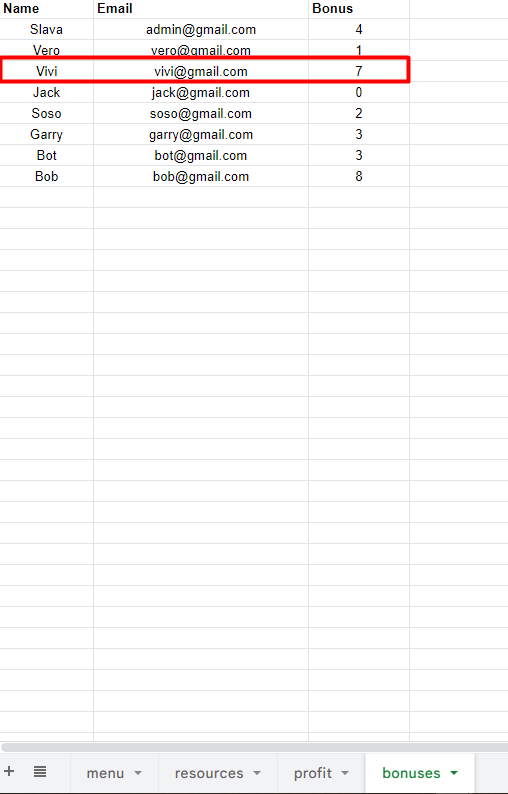 Name Email Bonus
Slava admin@gmail.com 4
Vero vero@gmail.com 1
Vivi vivi@gmail.com 7
Jack jack@gmail.com 0
Soso soso@gmail.com 2
Garry garry@gmail.com 3
Bot bot@gmail.com 3
Bob bob@gmail.com 8
+ menu resources profit bonuses